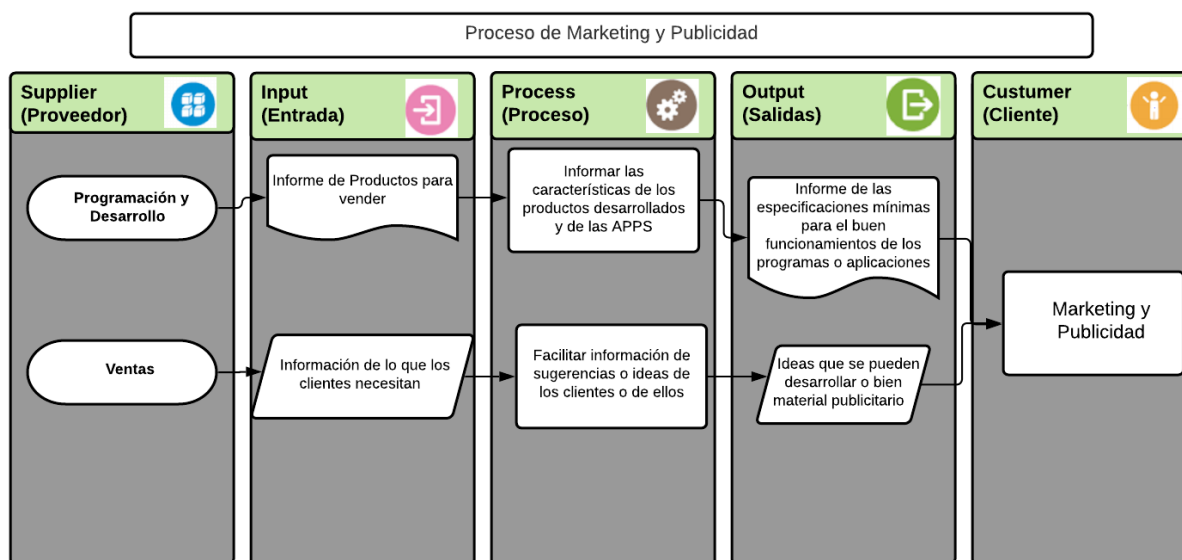 Proceso de Marketing y Publicidad
Supplier
(Proveedor)
Input
(Entrada)
Process
(Proceso)
Output
(Salidas)
Custumer
(Cliente)
Programación y
Desarrollo
Informe de Productos para
vender
Informar las
características de los
productos desarrollados
y de las APPS
Informe de las
especificaciones mínimas
para el buen
funcionamientos de los
programas o aplicaciones
Marketing y
Publicidad
Ventas
Información de lo que los
clientes necesitan
Facilitar información de
sugerencias o ideas de
los clientes o de ellos
Ideas que se pueden
desarrollar o bien
material publicitario